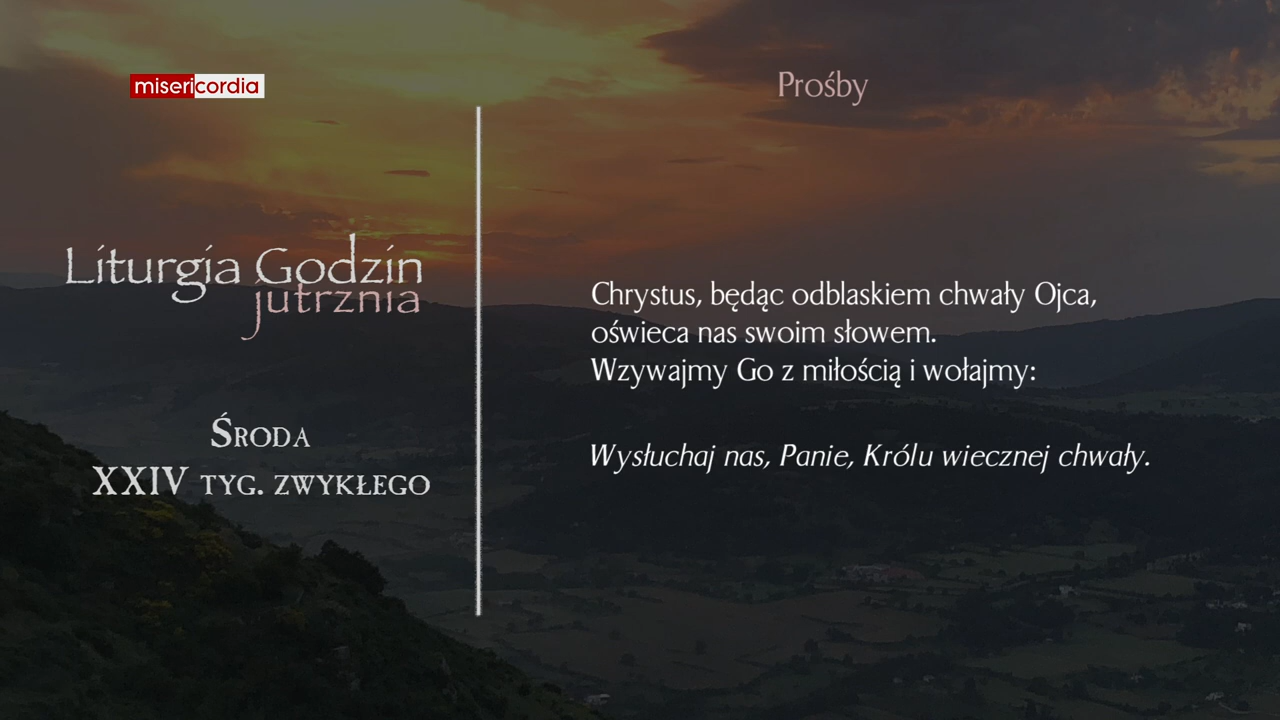 misericordia
Liturgia Godzin
jutrznia
Środa
XXIV tyg. zwykłego
Prośby
Chrystus, będąc odblaskiem chwały Ojca,
oświeca nas swoim słowem.
Wzywajmy Go z miłością i wołajmy:
Wysłuchaj nas, Panie, Królu wiecznej chwały.